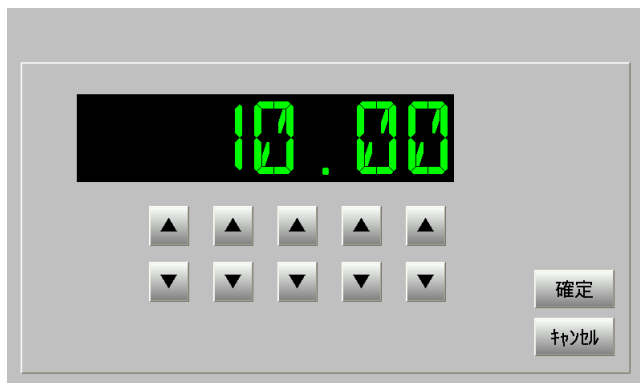 10.00
▲ ▲ ▲ ▲ ▲
▼ ▼ ▼ ▼ ▼
確定
ｷｬﾝｾﾙ